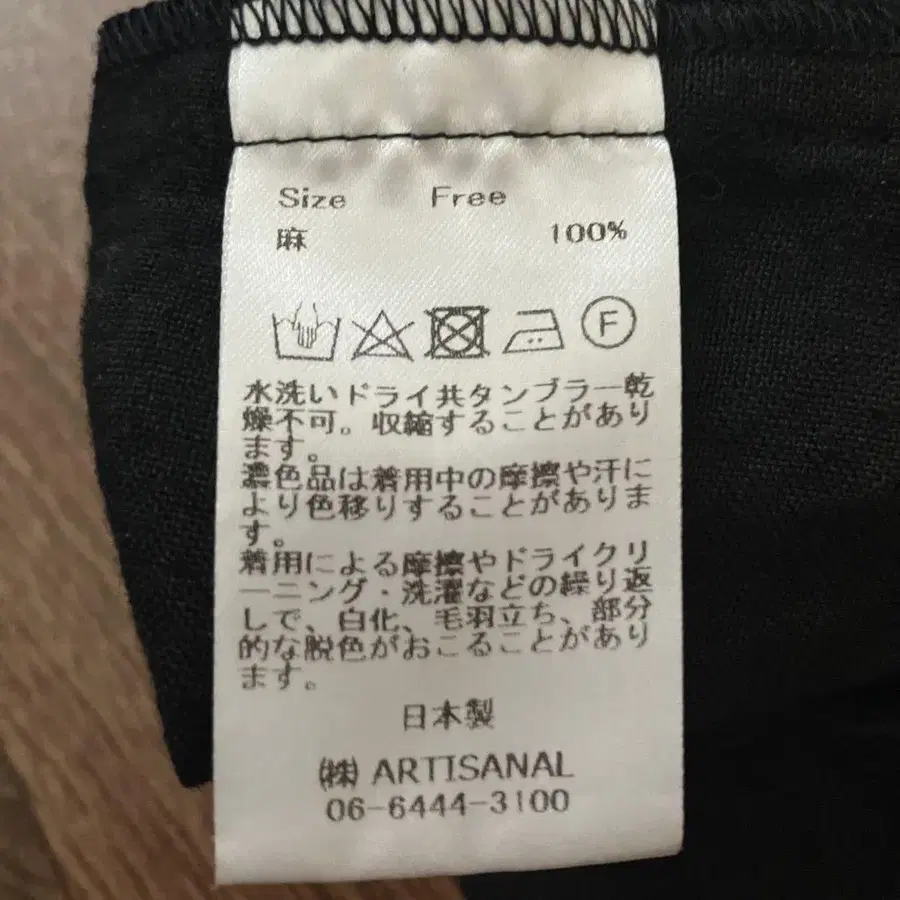 Size Free
麻 100%
F
水洗いドライ共タンブラー乾
燥不可。収縮することがあり
ます。
濃色品は着用中の摩擦や汗に
より色移りすることがありま
す。
着用による摩擦やドライクリ
ーニング・洗濯などの繰り返
しで、白化、毛羽立ち、部分
的な脱色がおこることがあり
ます。
日本製
㈱ ARTISANAL
06-6444-3100